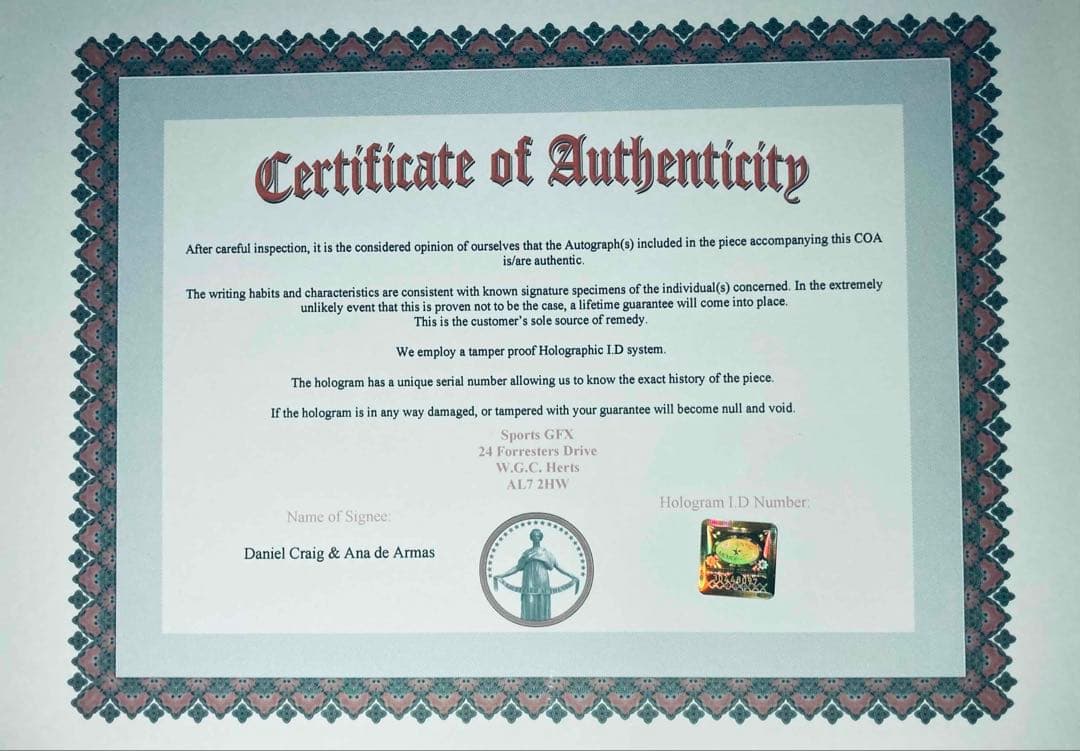 Certificate of Authenticity
After careful inspection, it is the considered opinion of ourselves that the Autograph(s) included in the piece accompanying this COA
is/are authentic.
The writing habits and characteristics are consistent with known signature specimens of the individual(s) concerned. In the extremely
unlikely event that this is proven not to be the case, a lifetime guarantee will come into place.
This is the customer's sole source of remedy.
We employ a tamper proof Holographic I.D system.
The hologram has a unique serial number allowing us to know the exact history of the piece.
If the hologram is in any way damaged, or tampered with your guarantee will become null and void.
Sports GFX
24 Forresters Drive
W.G.C. Herts
AL7 2HW
Name of Signee:
Hologram I.D Number:
Daniel Craig & Ana de Armas